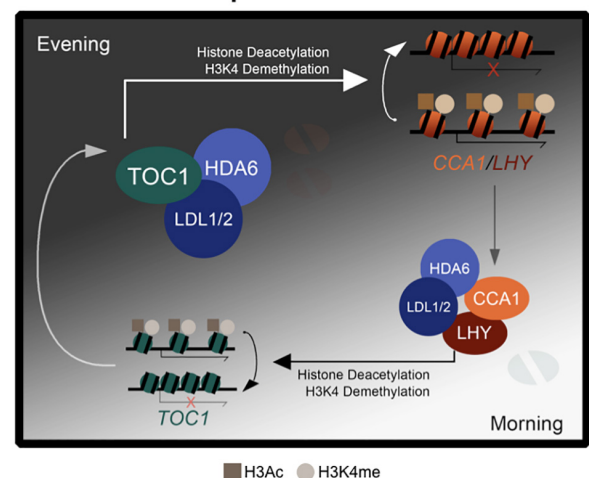 Evening
Histone Deacetylation
H3K4 Demethylation
X
CCA1/LHY
TOC1
HDA6
LDL1/2
HDA6
LDL1/2
CCA1
LHY
Histone Deacetylation
H3K4 Demethylation
X
TOC1
Morning
H3Ac H3K4me